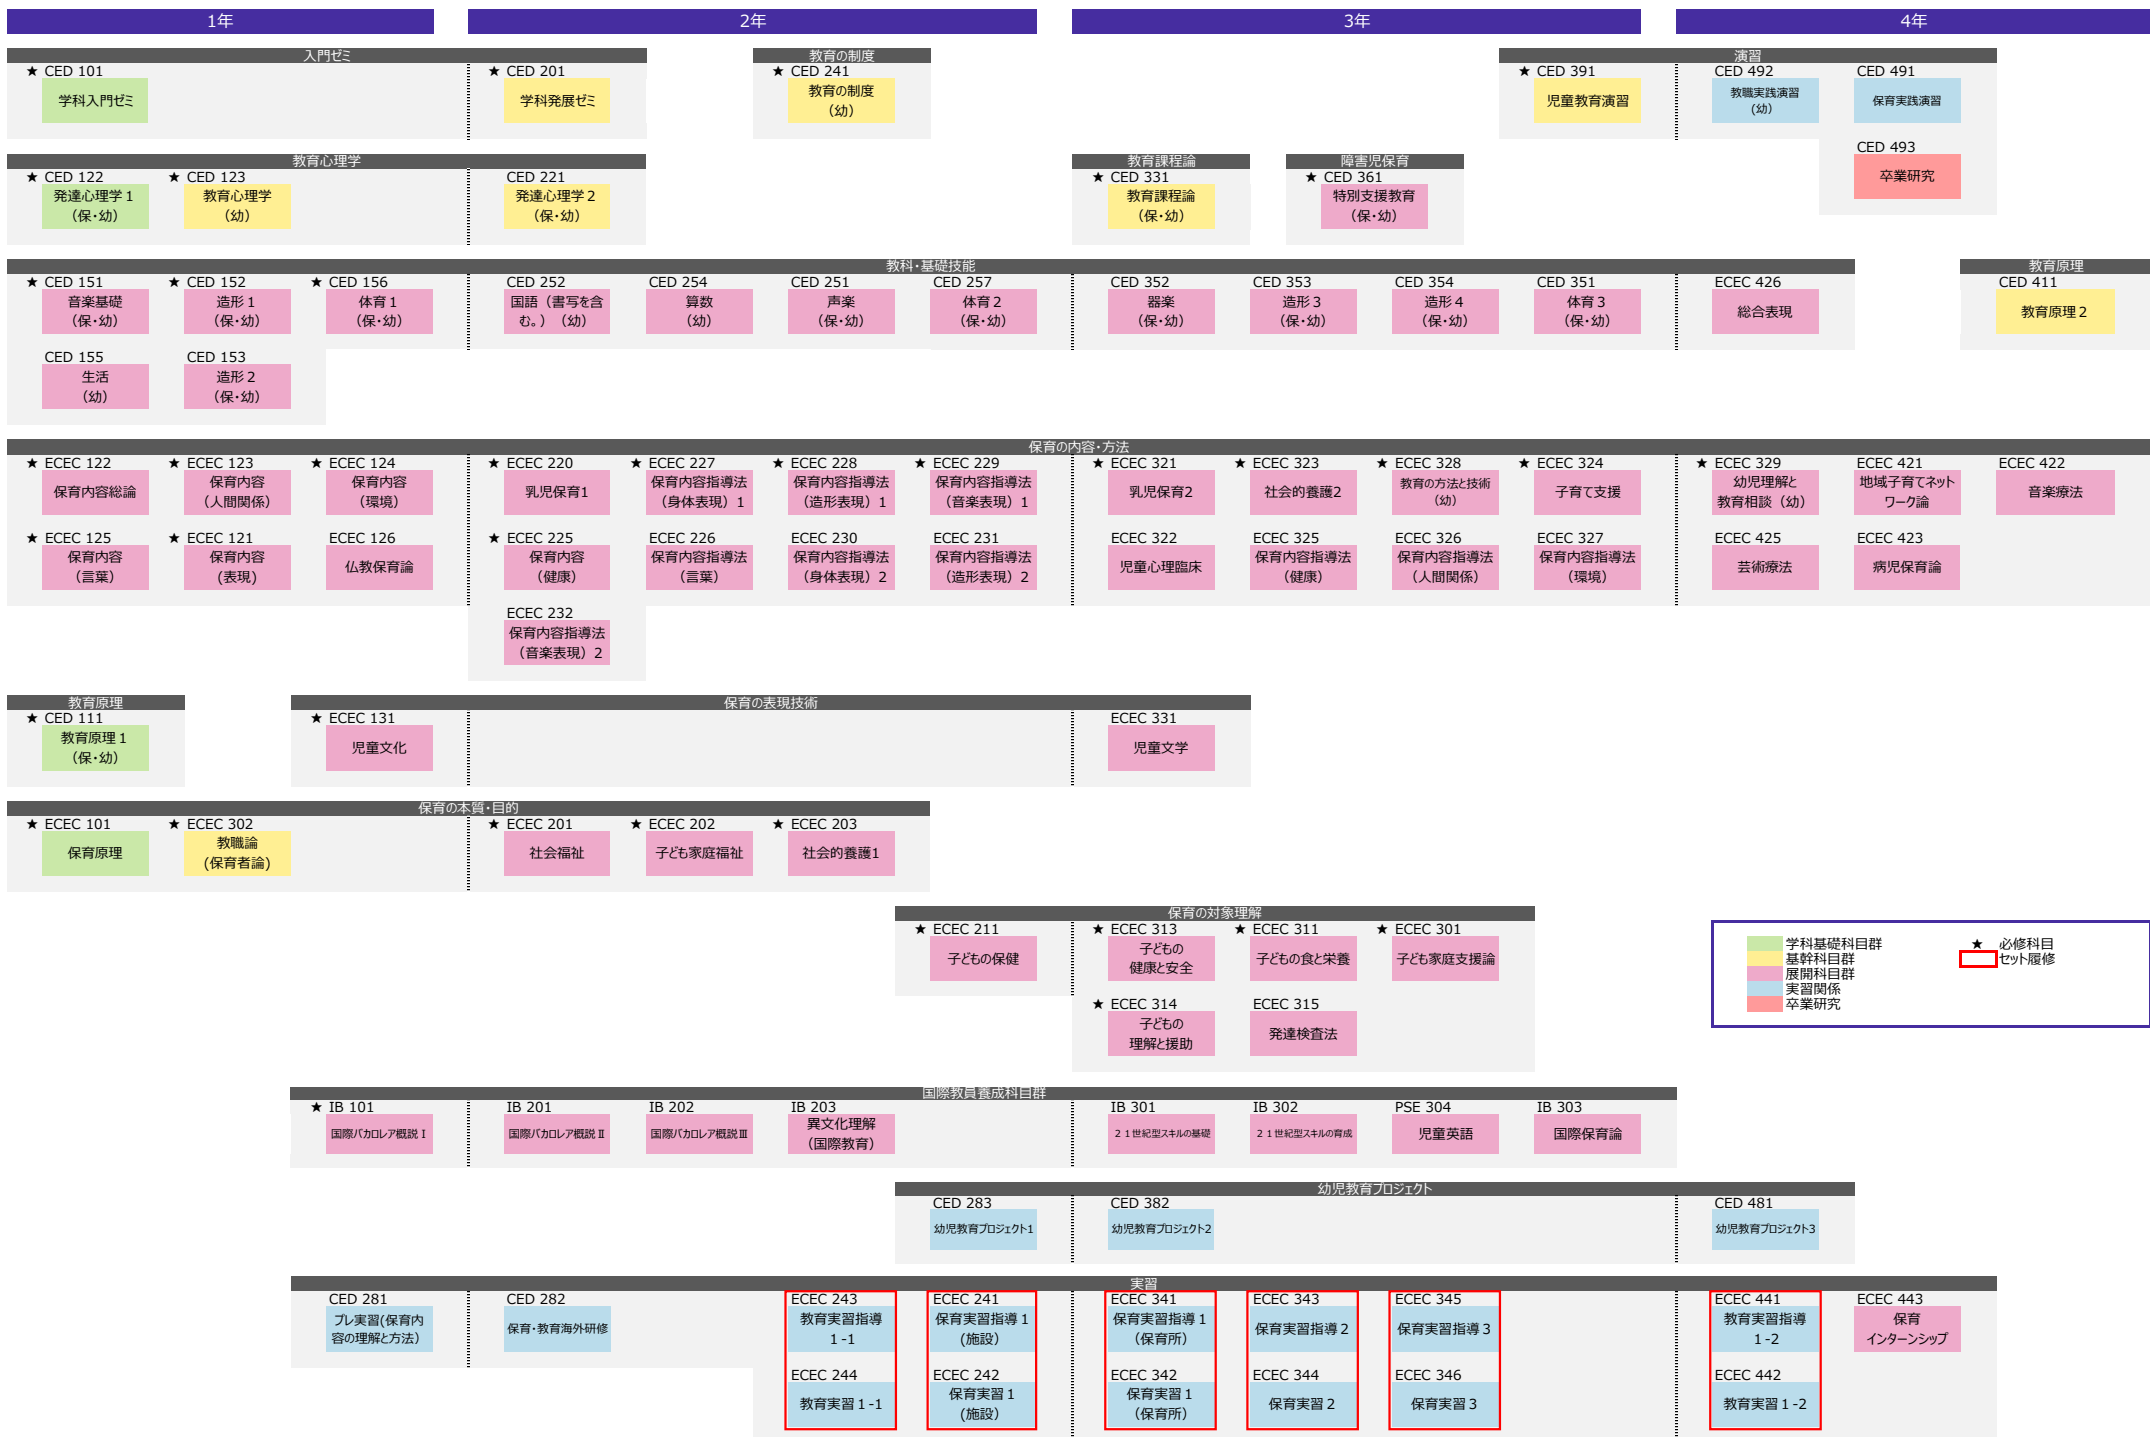 1年
2年
3年
4年
入門ゼミ
教育の制度
演習
★ CED 101
★ CED 201
★ CED 241
★ CED 391
CED 492
CED 491
学科入門ゼミ
学科発展ゼミ
教育の制度
（幼）
児童教育演習
教職実践演習
(幼)
保育実践演習
CED 493
卒業研究
教育心理学
教育課程論
障害児保育
★ CED 122
★ CED 123
CED 221
★ CED 331
★ CED 361
発達心理学１
（保・幼）
教育心理学
（幼）
発達心理学２
（保・幼）
教育課程論
（保・幼）
特別支援教育
（保・幼）
教科・基礎技能
教育原理
★ CED 151
★ CED 152
★ CED 156
CED 252
CED 254
CED 251
CED 257
CED 352
CED 353
CED 354
CED 351
ECEC 426
CED 411
音楽基礎
（保・幼）
造形１
（保・幼）
体育１
（保・幼）
国語（書写を含
む。）（幼）
算数
（幼）
声楽
（保・幼）
体育２
（保・幼）
器楽
（保・幼）
造形３
（保・幼）
造形４
（保・幼）
体育３
（保・幼）
総合表現
教育原理２
CED 155
CED 153
生活
（幼）
造形２
（保・幼）
保育の内容・方法
★ ECEC 122
★ ECEC 123
★ ECEC 124
★ ECEC 220
★ ECEC 227
★ ECEC 228
★ ECEC 229
★ ECEC 321
★ ECEC 323
★ ECEC 328
★ ECEC 324
★ ECEC 329
ECEC 421
ECEC 422
保育内容総論
保育内容
（人間関係）
保育内容
（環境）
乳児保育1
保育内容指導法
（身体表現）1
保育内容指導法
（造形表現）1
保育内容指導法
（音楽表現）1
乳児保育2
社会的養護2
教育の方法と技術
（幼）
子育て支援
幼児理解と
教育相談（幼）
地域子育てネット
ワーク論
音楽療法
★ ECEC 125
★ ECEC 121
ECEC 126
★ ECEC 225
ECEC 226
ECEC 230
ECEC 231
ECEC 322
ECEC 325
ECEC 326
ECEC 327
ECEC 425
ECEC 423
保育内容
（言葉）
保育内容
(表現)
仏教保育論
保育内容
（健康）
保育内容指導法
（言葉）
保育内容指導法
（身体表現）2
保育内容指導法
（造形表現）2
児童心理臨床
保育内容指導法
（健康）
保育内容指導法
（人間関係）
保育内容指導法
（環境）
芸術療法
病児保育論
ECEC 232
保育内容指導法
（音楽表現）2
教育原理
保育の表現技術
★ CED 111
★ ECEC 131
ECEC 331
教育原理１
（保・幼）
児童文化
児童文学
保育の本質・目的
★ ECEC 101
★ ECEC 302
★ ECEC 201
★ ECEC 202
★ ECEC 203
保育原理
教職論
(保育者論)
社会福祉
子ども家庭福祉
社会的養護1
保育の対象理解
★ ECEC 211
★ ECEC 313
★ ECEC 311
★ ECEC 301
子どもの保健
子どもの
健康と安全
子どもの食と栄養
子ども家庭支援論
★ ECEC 314
ECEC 315
子どもの
理解と援助
発達検査法
学科基礎科目群
基幹科目群
展開科目群
実習関係
卒業研究
★ 必修科目
セット履修
国際教員養成科目群
★ IB 101
IB 201
IB 202
IB 203
IB 301
IB 302
PSE 304
IB 303
国際バカロレア概説Ⅰ
国際バカロレア概説Ⅱ
国際バカロレア概説Ⅲ
異文化理解
（国際教育）
２１世紀型スキルの基礎
２１世紀型スキルの育成
児童英語
国際保育論
幼児教育プロジェクト
CED 283
CED 382
CED 481
幼児教育プロジェクト1
幼児教育プロジェクト2
幼児教育プロジェクト3
実習
CED 281
CED 282
ECEC 243
ECEC 241
ECEC 341
ECEC 343
ECEC 345
ECEC 441
ECEC 443
プレ実習(保育内
容の理解と方法）
保育・教育海外研修
教育実習指導
１-１
保育実習指導１
(施設)
保育実習指導１
（保育所）
保育実習指導２
保育実習指導３
教育実習指導
１-２
保育
インターンシップ
ECEC 244
ECEC 242
ECEC 342
ECEC 344
ECEC 346
ECEC 442
教育実習１-１
保育実習１
(施設)
保育実習１
（保育所）
保育実習２
保育実習３
教育実習１-２